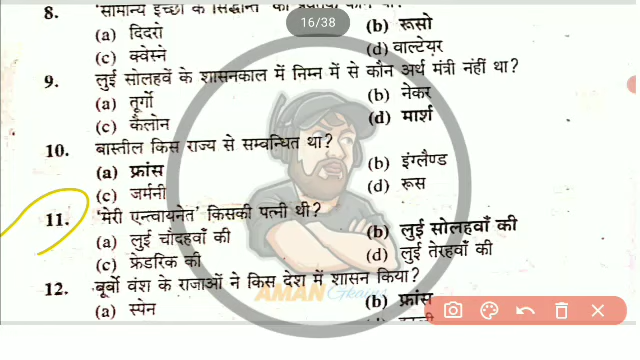 8. 'सामान्य इच्छा के सिद्धान्त' का
16/38
(a) दिदरो (b) रूसो
(c) क्वेस्ने (d) वाल्टेयर
9. लुई सोलहवें के शासनकाल में निम्न में से कौन अर्थ मंत्री नहीं था?
(a) तूर्गो (b) नेकर
(c) कैलोन (d) मार्श
10. बास्तील किस राज्य से सम्बन्धित था?
(a) फ्रांस (b) इंग्लैण्ड
(c) जर्मनी (d) रूस
11. 'मेरी एन्त्वायनेत' किसकी पत्नी थी?
(a) लुई चौदहवाँ की (b) लुई सोलहवाँ की
(c) फ्रेडरिक की (d) लुई तेरहवाँ की
12. बूर्बो वंश के राजाओं ने किस देश में शासन किया?
AMAN Gkguru
(a) स्पेन (b) फ्रांस